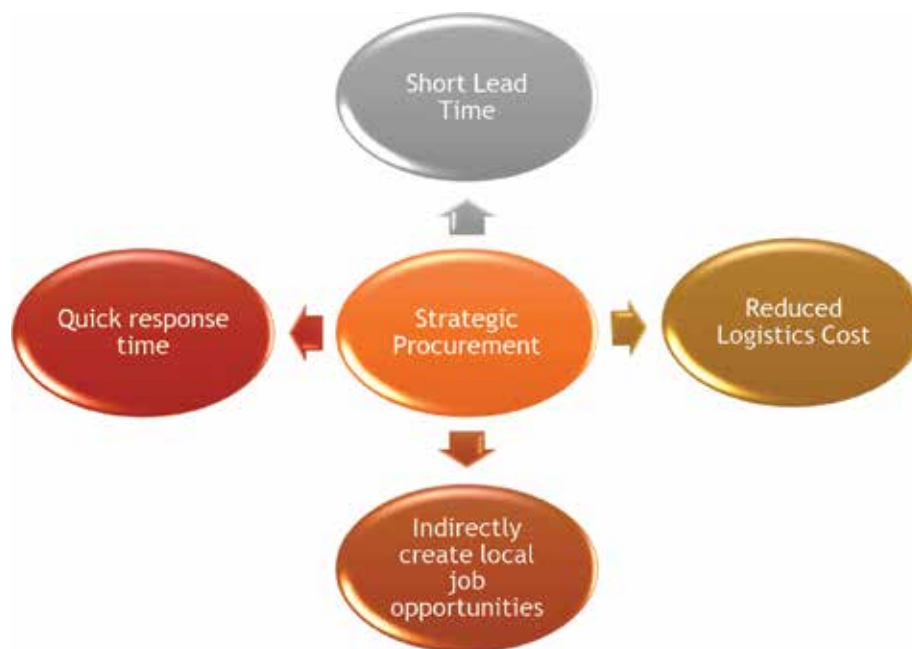 Short Lead
Time
Quick response
time
Strategic
Procurement
Reduced
Logistics Cost
Indirectly
create local
job
opportunities